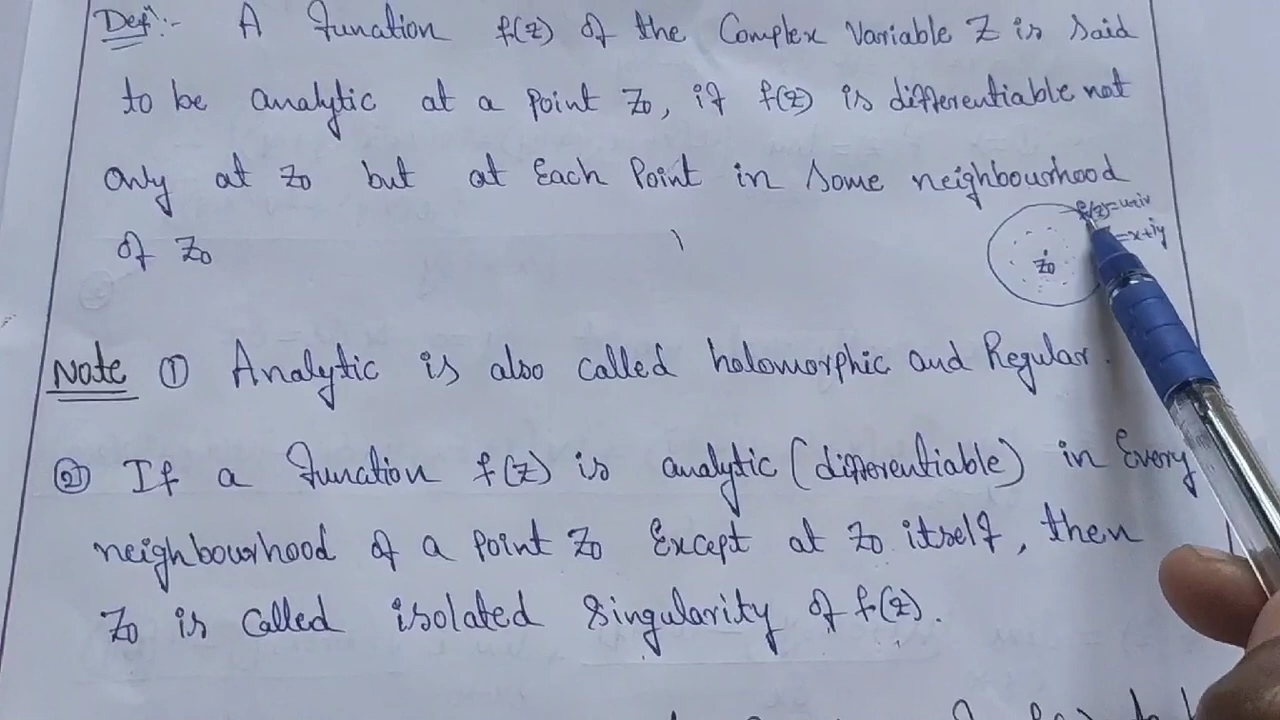 Defⁿ:- A function f(z) of the Complex Variable Z is said
to be analytic at a point Z0, if f(z) is differentiable not
only at z0 but at Each Point in some neighbourhood
of Z0
f(z)=u+iv
=x+iy
Z0
Note ① Analytic is also called holomorphic and Regular.
② If a function f(z) is analytic (differentiable) in Every
neighbourhood of a point Z0 Except at Z0 itself, then
Z0 is called isolated singularity of f(z).